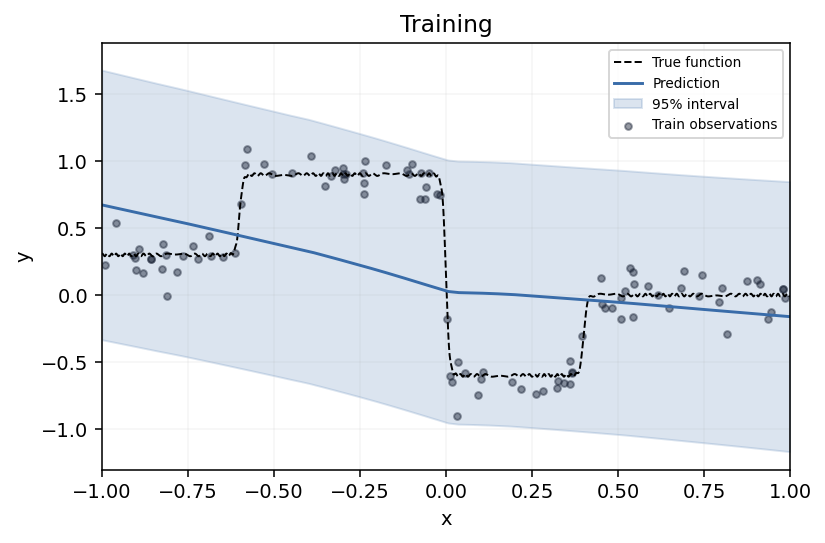 Training
True function
Prediction
95% interval
Train observations
y
1.5
1.0
0.5
0.0
−0.5
−1.0
−1.00 −0.75 −0.50 −0.25 0.00 0.25 0.50 0.75 1.00
x